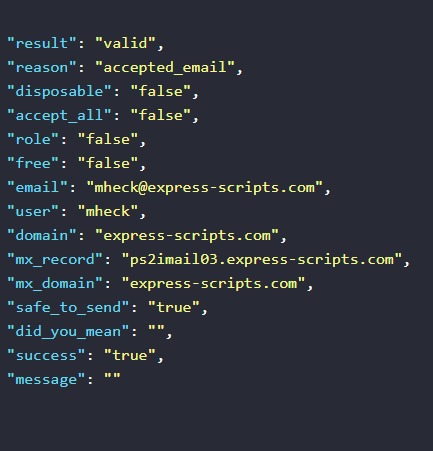 "result": "valid",
"reason": "accepted_email",
"disposable": "false",
"accept_all": "false",
"role": "false",
"free": "false",
"email": "mheck@express-scripts.com",
"user": "mheck",
"domain": "express-scripts.com",
"mx_record": "ps2imail03.express-scripts.com",
"mx_domain": "express-scripts.com",
"safe_to_send": "true",
"did_you_mean": "",
"success": "true",
"message": ""